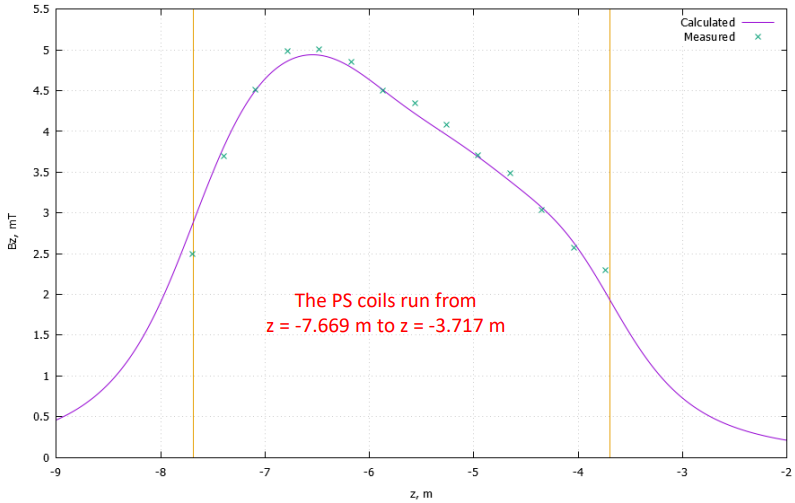 5.5
Calculated
Measured
5
4.5
4
3.5
3
2.5
2
1.5
1
0.5
0
Bz, mT
The PS coils run from
z = -7.669 m to z = -3.717 m
-9 -8 -7 -6 -5 -4 -3 -2
z, m